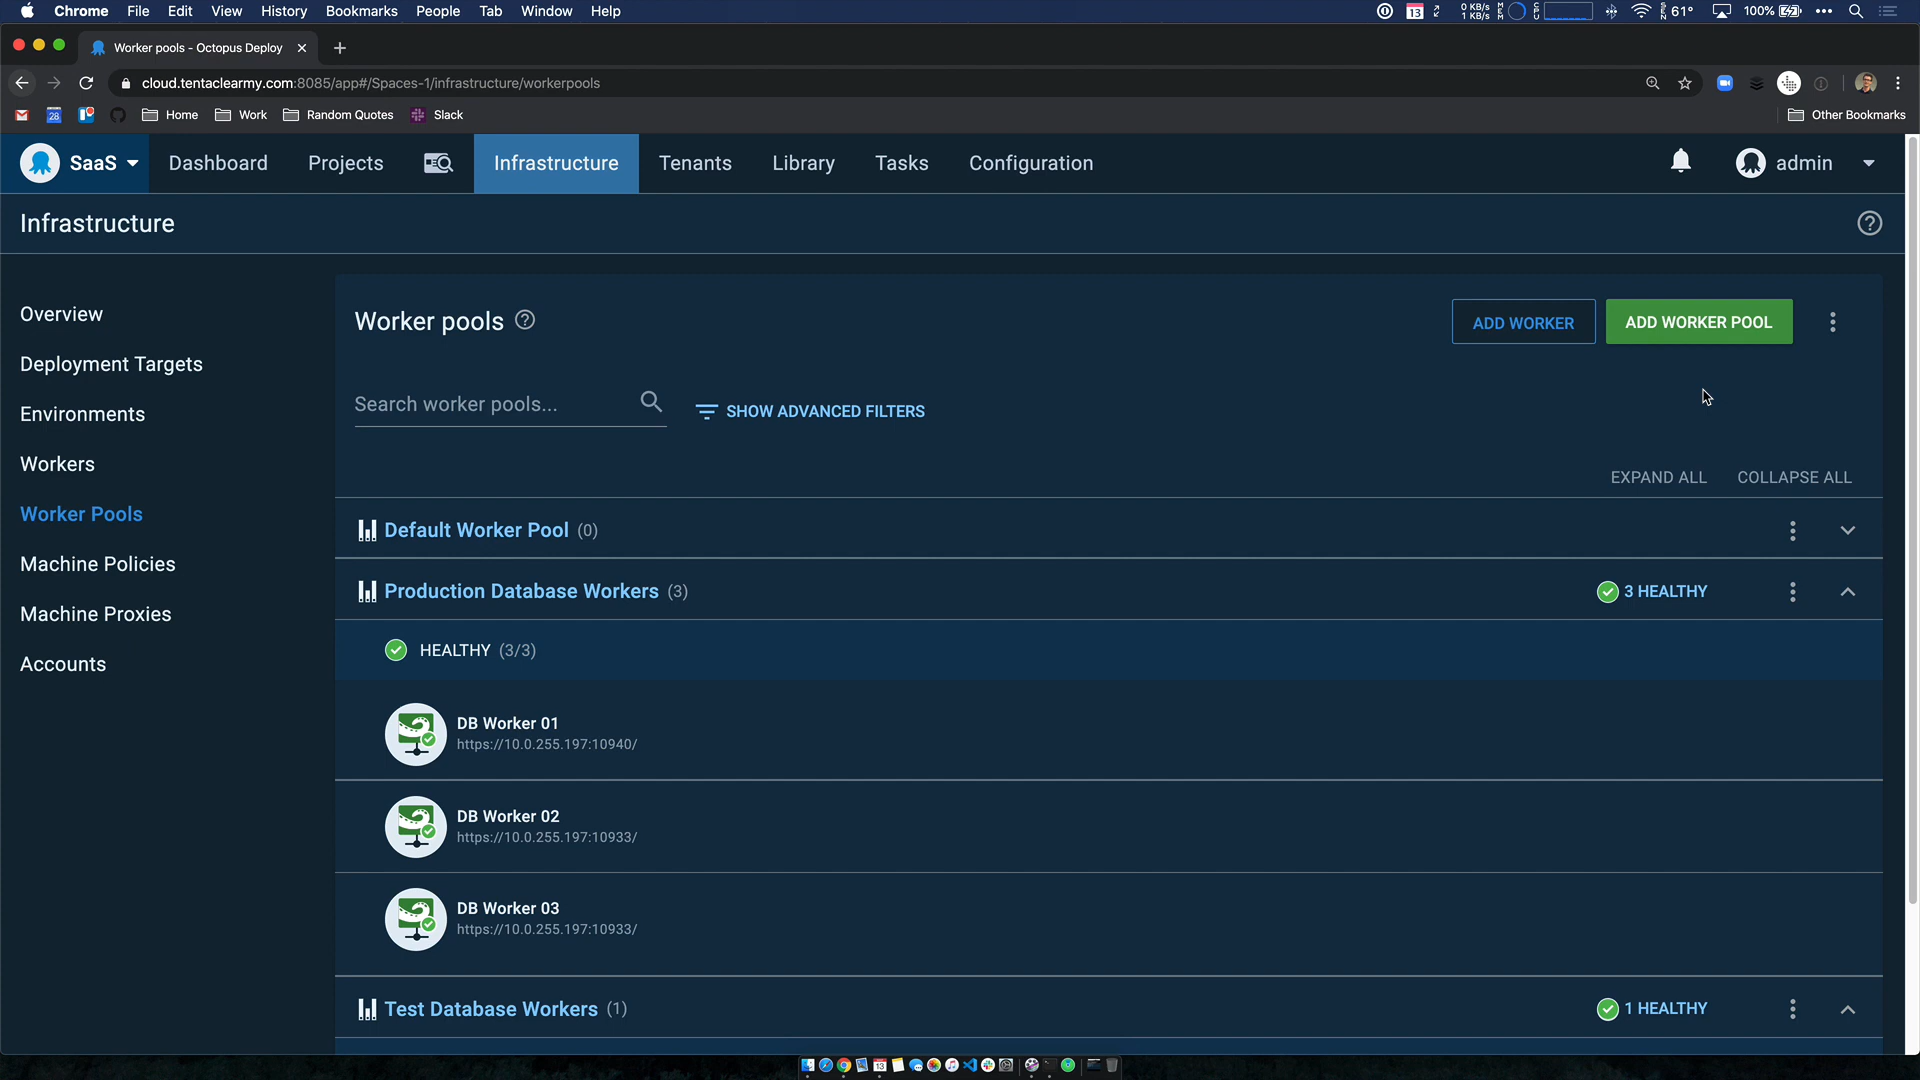 Chrome File Edit View History Bookmarks People Tab Window Help
13 0 KB/s 1 KB/s 61° 100%
Worker pools - Octopus Deploy
cloud.tentaclearmy.com:8085/app#/Spaces-1/infrastructure/workerpools
28 Home Work Random Quotes Slack Other Bookmarks
SaaS Dashboard Projects Infrastructure Tenants Library Tasks Configuration admin
Infrastructure
Overview
Deployment Targets
Environments
Workers
Worker Pools
Machine Policies
Machine Proxies
Accounts
Worker pools
ADD WORKER ADD WORKER POOL
Search worker pools... SHOW ADVANCED FILTERS
EXPAND ALL COLLAPSE ALL
Default Worker Pool (0)
Production Database Workers (3) 3 HEALTHY
HEALTHY (3/3)
DB Worker 01
https://10.0.255.197:10940/
DB Worker 02
https://10.0.255.197:10933/
DB Worker 03
https://10.0.255.197:10933/
Test Database Workers (1) 1 HEALTHY